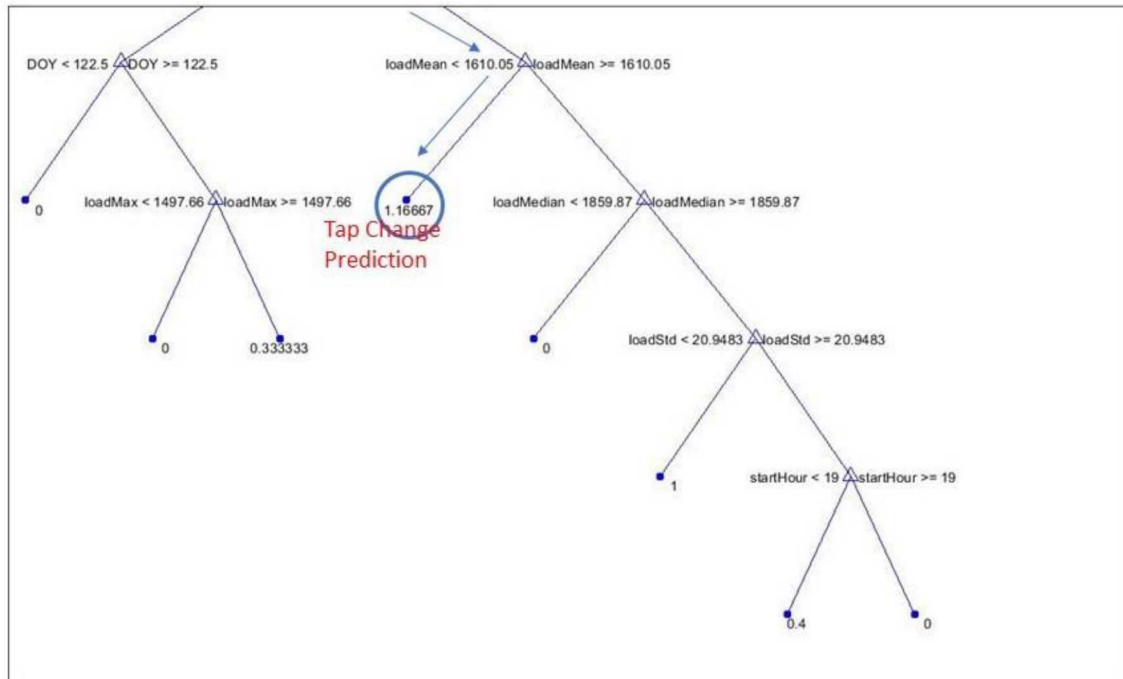 DOY < 122.5 DOY >= 122.5
loadMean < 1610.05 loadMean >= 1610.05
0
loadMax < 1497.66 loadMax >= 1497.66
1.16667
loadMedian < 1859.87 loadMedian >= 1859.87
Tap Change
Prediction
0
0.333333
0
loadStd < 20.9483 loadStd >= 20.9483
1
startHour < 19 startHour >= 19
0.4
0